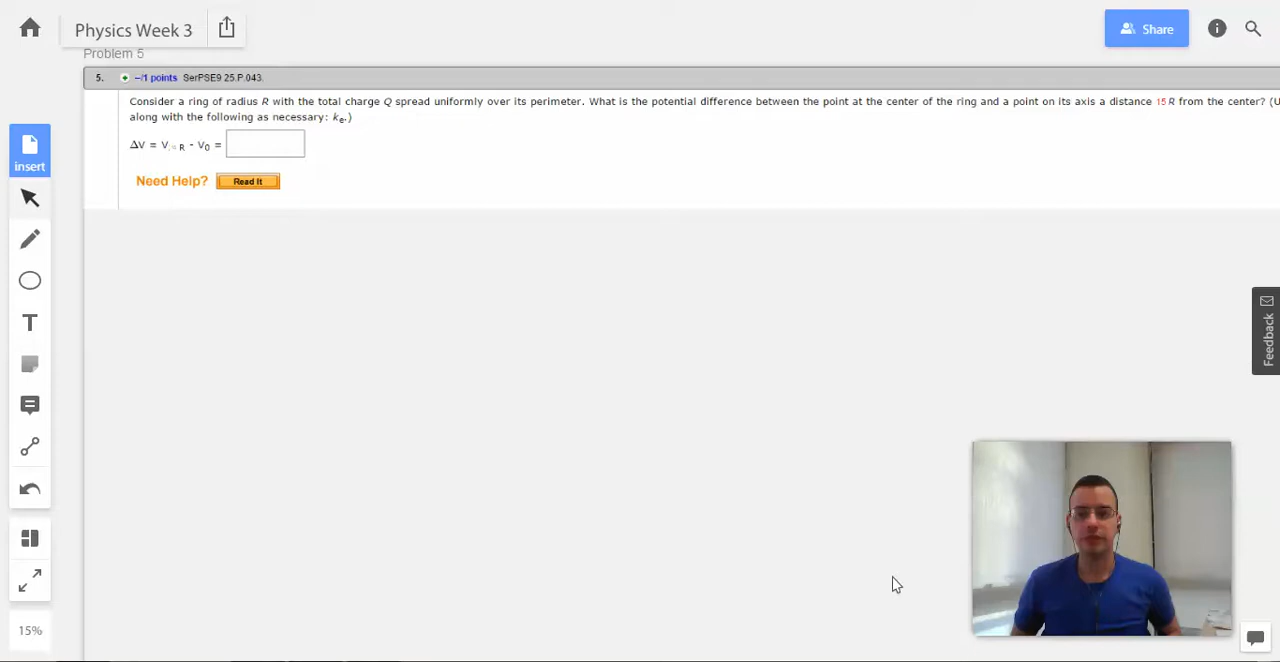 Physics Week 3
Share
Problem 5
5. –/1 points SerPSE9 25.P.043.
Consider a ring of radius R with the total charge Q spread uniformly over its perimeter. What is the potential difference between the point at the center of the ring and a point on its axis a distance 15R from the center? (U
along with the following as necessary: ke.)
ΔV = V R - V0 =
Need Help? Read It
insert
T
Feedback
15%